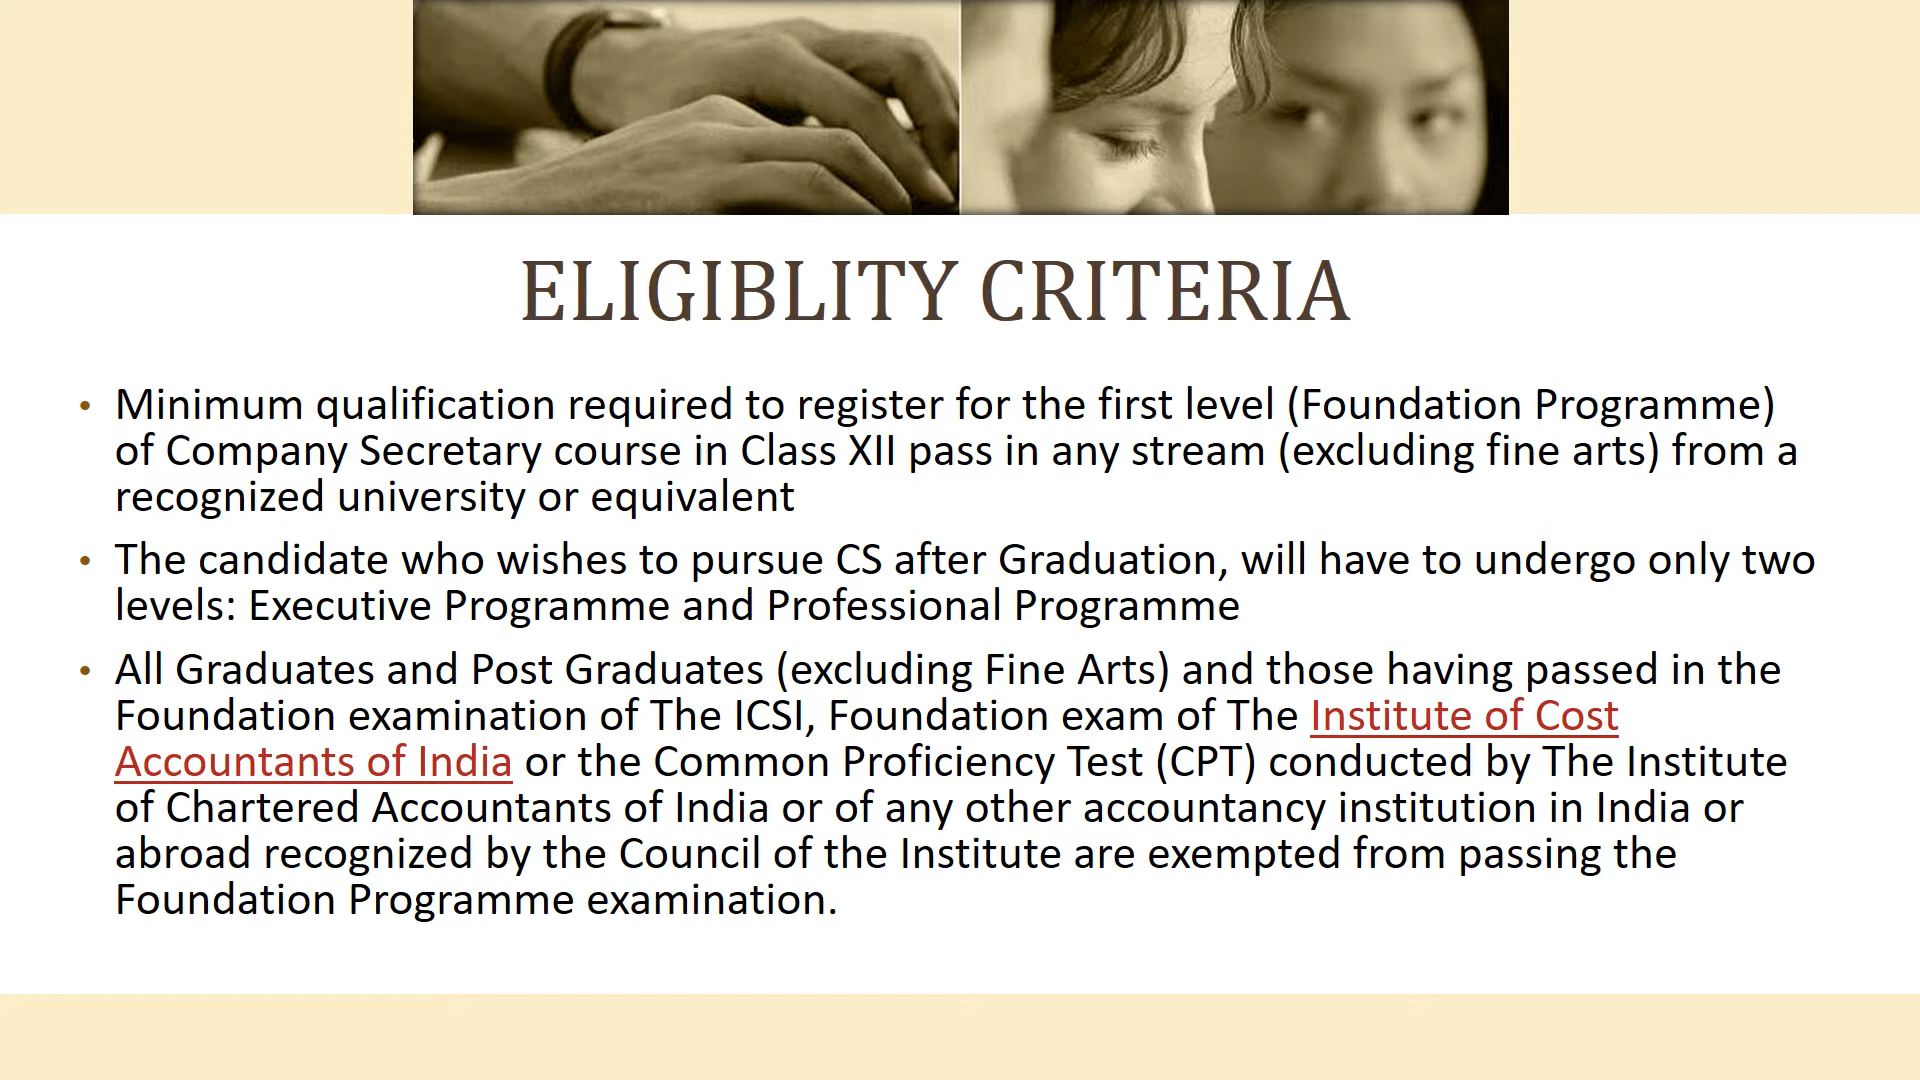 ELIGIBLITY CRITERIA
• Minimum qualification required to register for the first level (Foundation Programme)
of Company Secretary course in Class XII pass in any stream (excluding fine arts) from a
recognized university or equivalent
• The candidate who wishes to pursue CS after Graduation, will have to undergo only two
levels: Executive Programme and Professional Programme
• All Graduates and Post Graduates (excluding Fine Arts) and those having passed in the
Foundation examination of The ICSI, Foundation exam of The Institute of Cost
Accountants of India or the Common Proficiency Test (CPT) conducted by The Institute
of Chartered Accountants of India or of any other accountancy institution in India or
abroad recognized by the Council of the Institute are exempted from passing the
Foundation Programme examination.